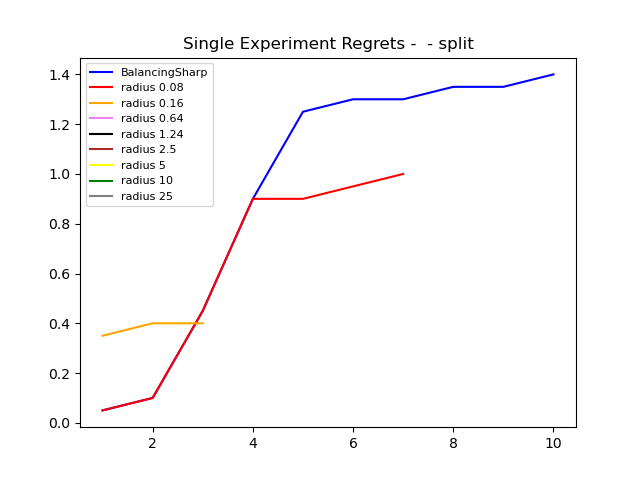 Single Experiment Regrets -  - split
BalancingSharp
radius 0.08
radius 0.16
radius 0.64
radius 1.24
radius 2.5
radius 5
radius 10
radius 25
1.4
1.2
1.0
0.8
0.6
0.4
0.2
0.0
2 4 6 8 10